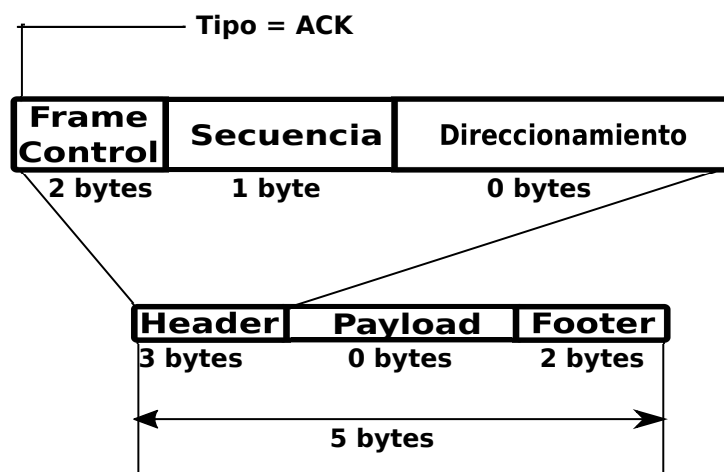 Tipo = ACK
Frame
Control
Secuencia
Direccionamiento
2 bytes
1 byte
0 bytes
Header
Payload
Footer
3 bytes
0 bytes
2 bytes
5 bytes